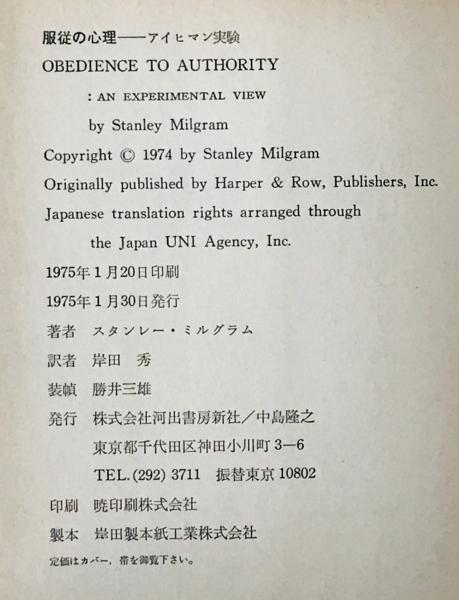 服従の心理――アイヒマン実験
OBEDIENCE TO AUTHORITY
: AN EXPERIMENTAL VIEW
by Stanley Milgram
Copyright © 1974 by Stanley Milgram
Originally published by Harper & Row, Publishers, Inc.
Japanese translation rights arranged through
the Japan UNI Agency, Inc.
1975年1月20日印刷
1975年1月30日発行
著者 スタンレー・ミルグラム
訳者 岸田 秀
装幀 勝井三雄
発行 株式会社河出書房新社／中島隆之
東京都千代田区神田小川町3―6
TEL.(292) 3711 振替東京10802
印刷 暁印刷株式会社
製本 岸田製本紙工業株式会社
定価はカバー，帯を御覧下さい。